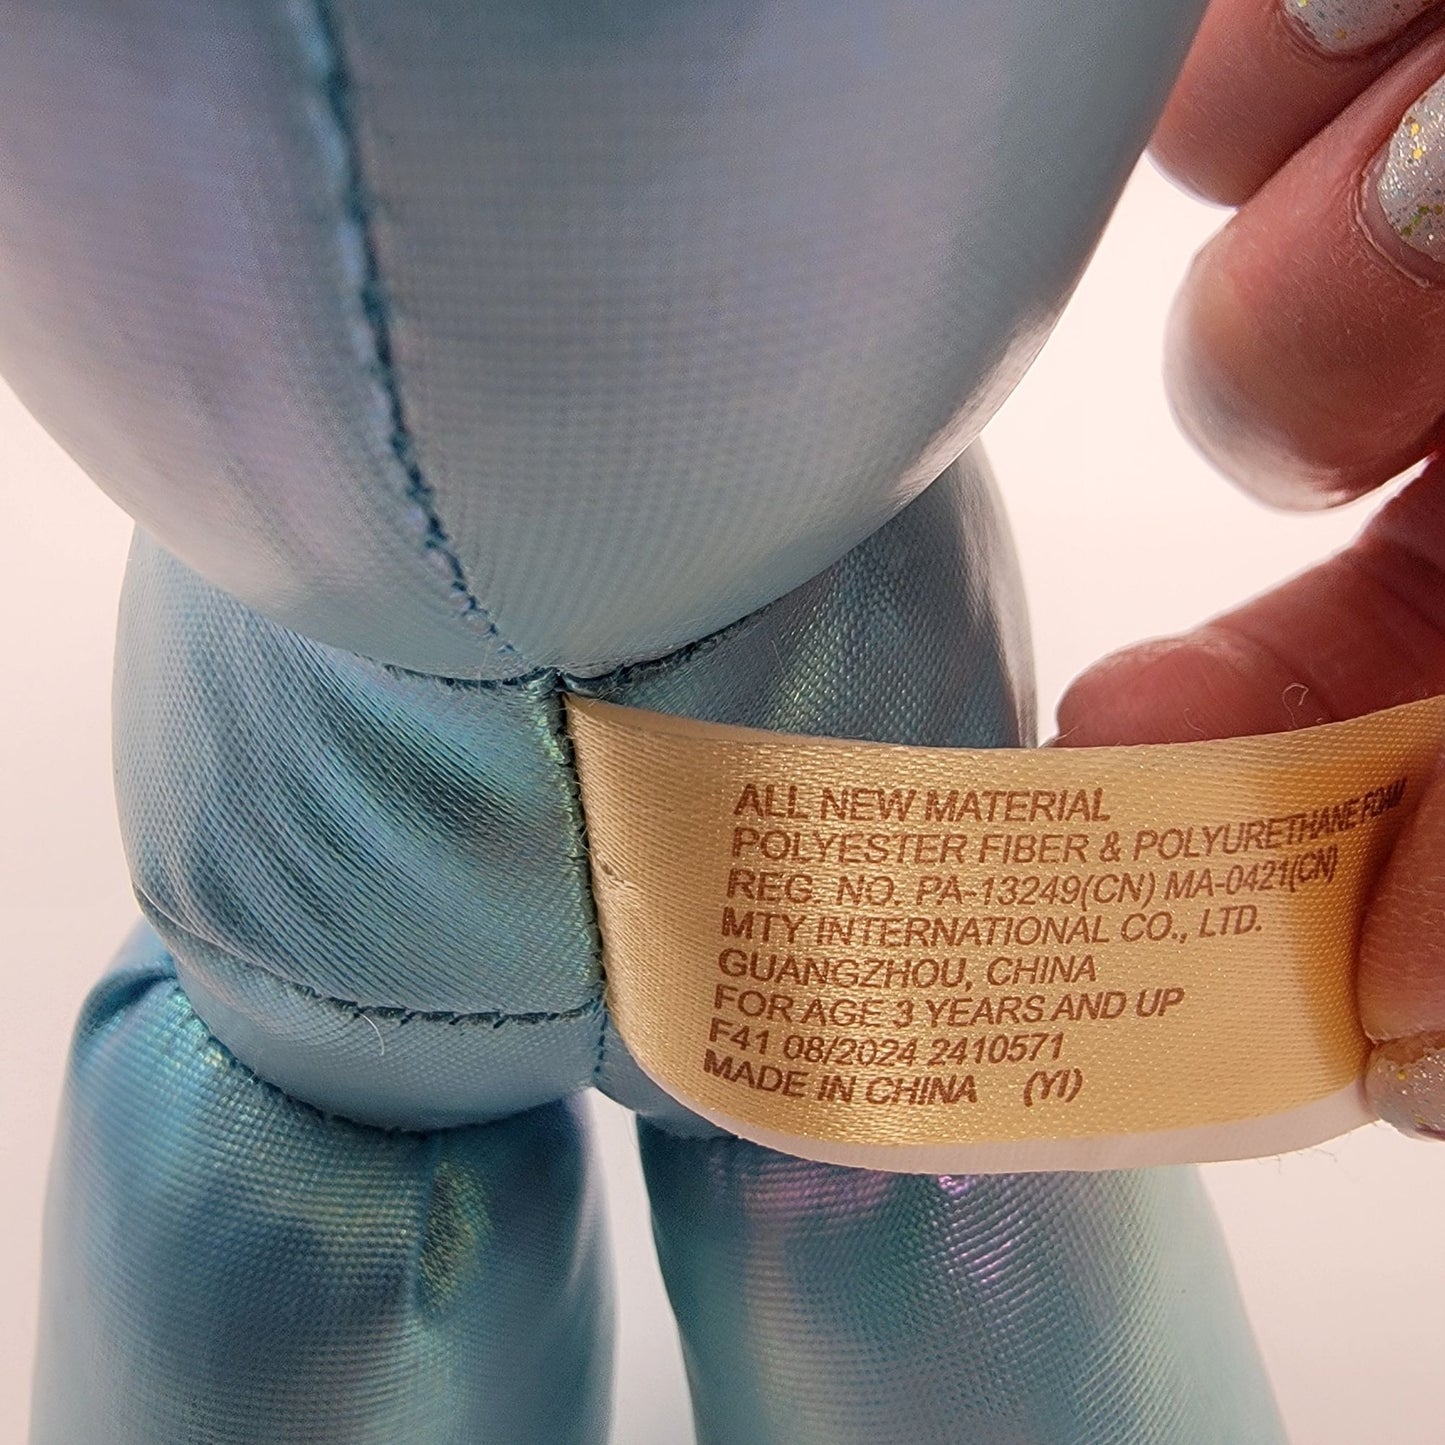 ALL NEW MATERIAL
POLYESTER FIBER & POLYURETHANE FOAM
REG. NO. PA-13249(CN) MA-0421(CN)
MTY INTERNATIONAL CO., LTD.
GUANGZHOU, CHINA
FOR AGE 3 YEARS AND UP
F41 08/2024 2410571
MADE IN CHINA (YI)